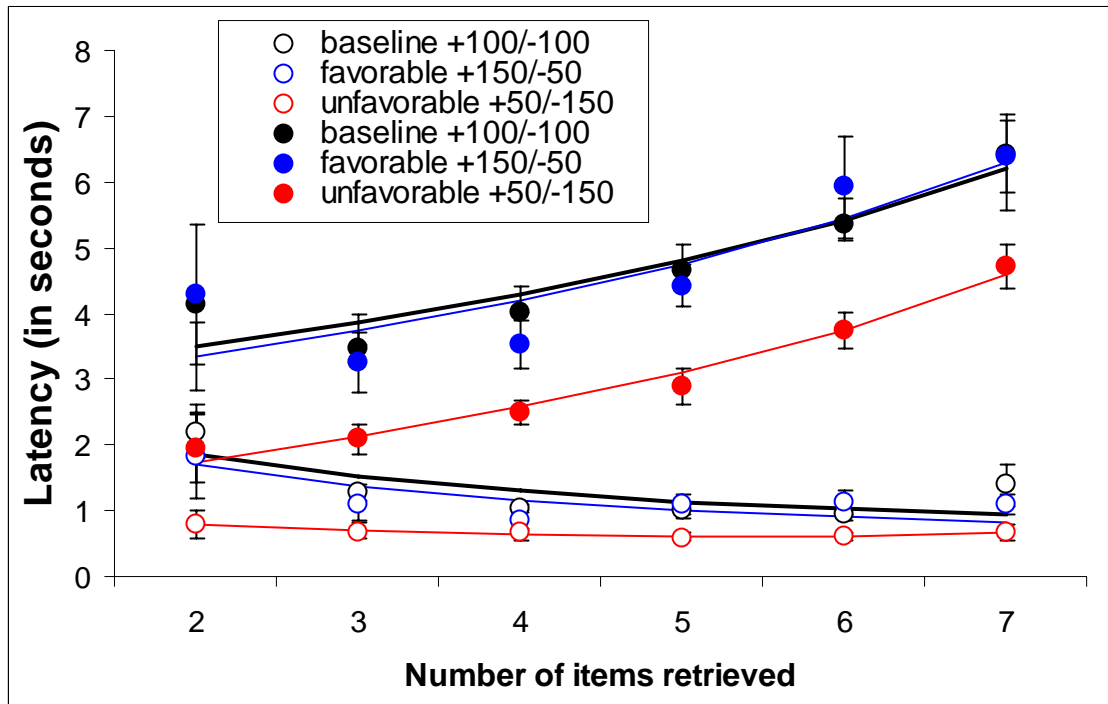 baseline +100/-100
favorable +150/-50
unfavorable +50/-150
baseline +100/-100
favorable +150/-50
unfavorable +50/-150
8
7
6
5
4
3
2
1
0
Latency (in seconds)
2 3 4 5 6 7
Number of items retrieved